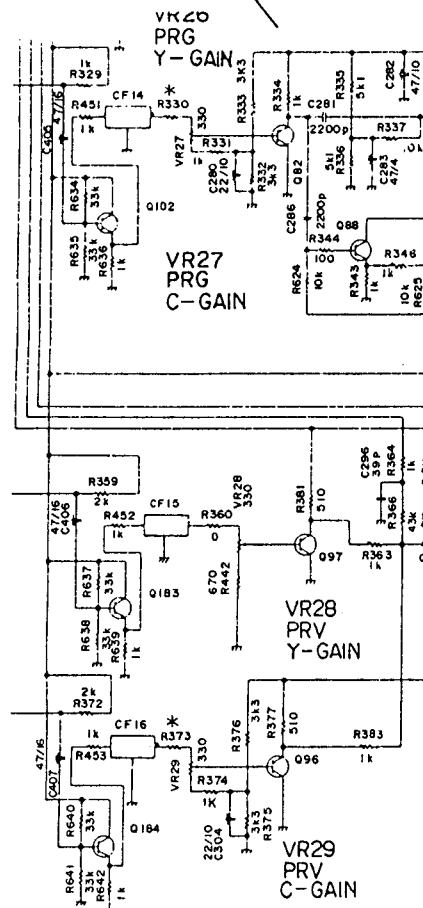 VR26
PRG
Y-GAIN
1k
R329
47/16
C405
R451
1k
CF14
*
R330
330
VR27
R331
1k
C280
22/10
R333
3K3
R332
3k3
R334
1k
Q82
C286
C281
2200p
2200p
R335
5k1
5k1
R336
C282
47/10
R337
C283
47/4
R634
33k
R635
33k
R636
1k
Q102
VR27
PRG
C-GAIN
Q88
R344
100
R624
10k
R343
1k
R346
1k
10k
R625
R359
2k
47/16
C406
R452
1k
CF15
R360
0
VR28
330
670
R442
R381
510
Q97
C296
39P
R364
1k
R366
43k
R363
1k
R637
33k
R638
33k
R639
1k
Q183
VR28
PRV
Y-GAIN
R372
2k
47/16
C407
1k
R453
CF16
*
R373
330
VR29
R374
1K
22/10
C304
R376
3k3
3k3
R375
R377
510
Q96
R383
1k
R640
33k
R641
33k
R642
1k
Q184
VR29
PRV
C-GAIN